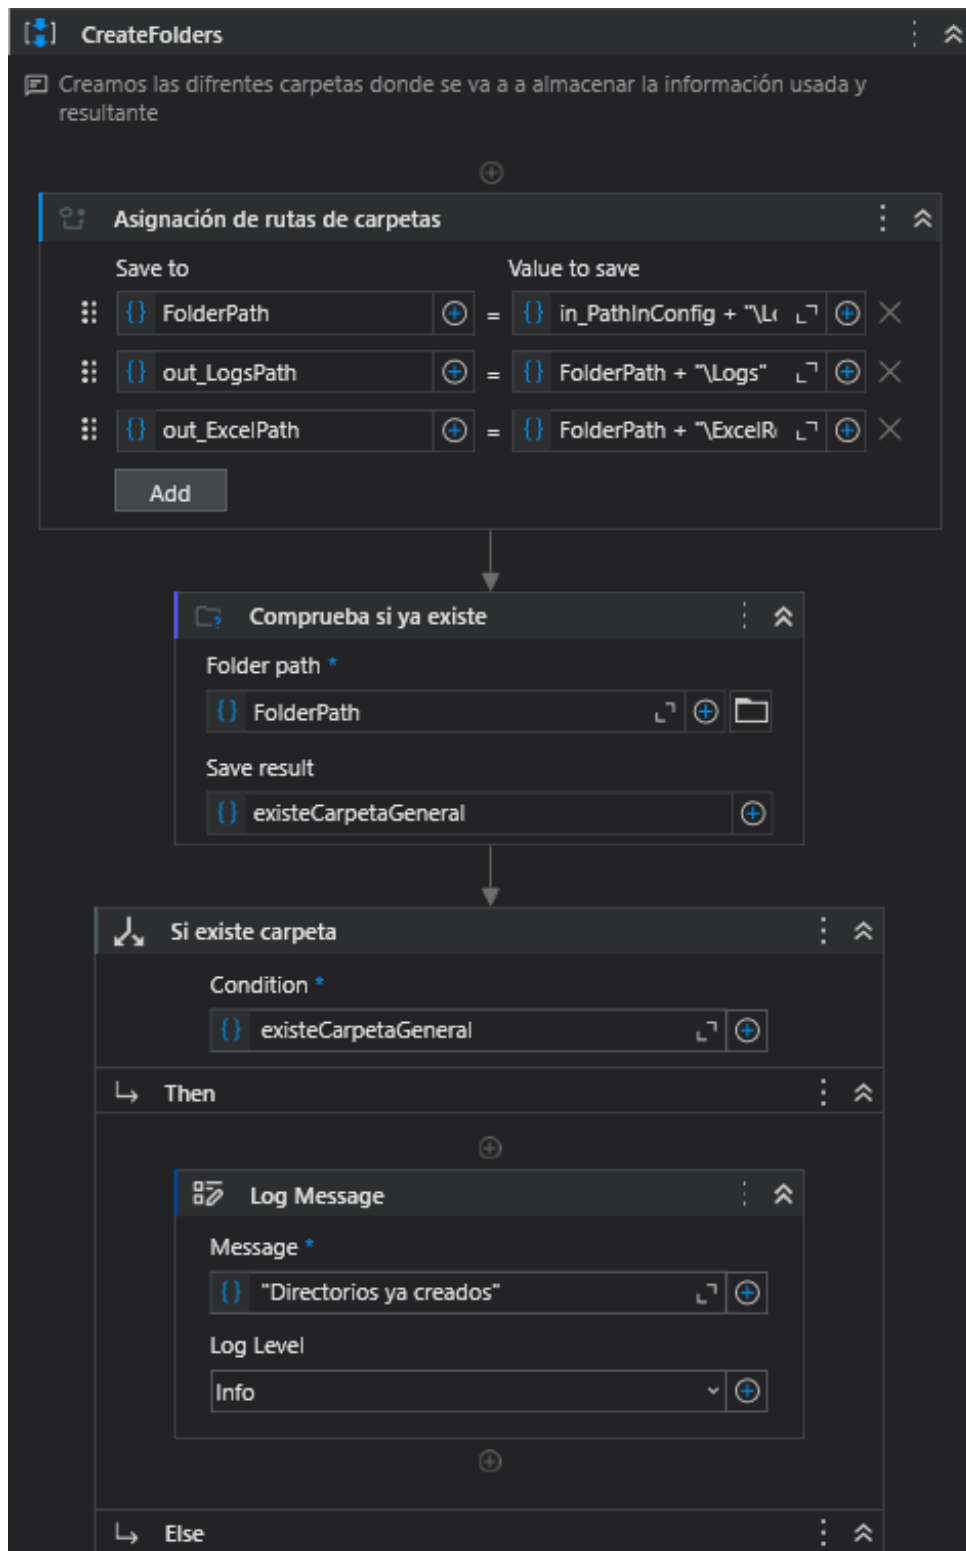 CreateFolders
Creamos las difrentes carpetas donde se va a a almacenar la información usada y
resultante
Asignación de rutas de carpetas
Save to Value to save
FolderPath = in_PathInConfig + "\Lo
out_LogsPath = FolderPath + "\Logs"
out_ExcelPath = FolderPath + "\ExcelR
Add
Comprueba si ya existe
Folder path *
FolderPath
Save result
existeCarpetaGeneral
Si existe carpeta
Condition *
existeCarpetaGeneral
Then
Log Message
Message *
"Directorios ya creados"
Log Level
Info
Else